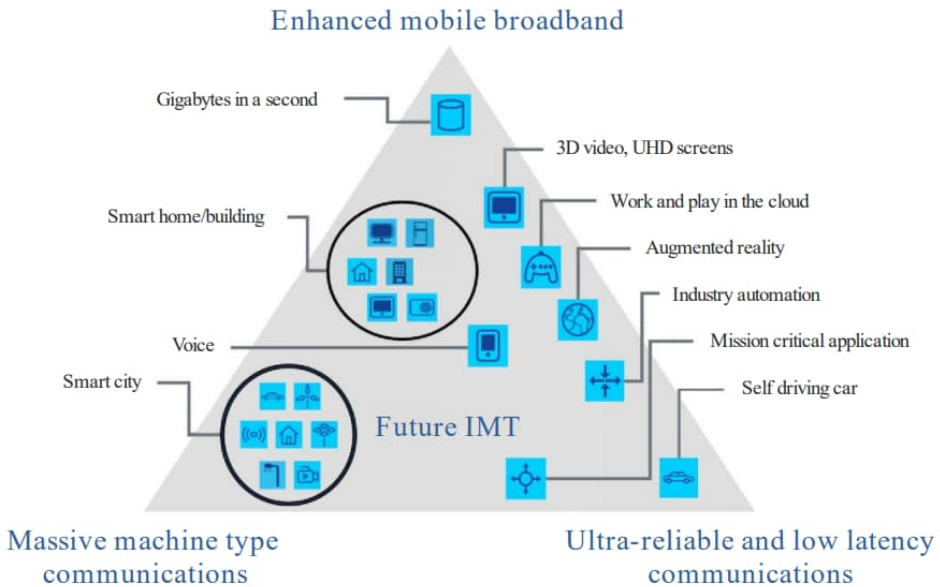 Enhanced mobile broadband
Gigabytes in a second
3D video, UHD screens
Work and play in the cloud
Smart home/building
Augmented reality
Industry automation
Voice
Mission critical application
Smart city
Self driving car
Future IMT
Massive machine type
communications
Ultra-reliable and low latency
communications